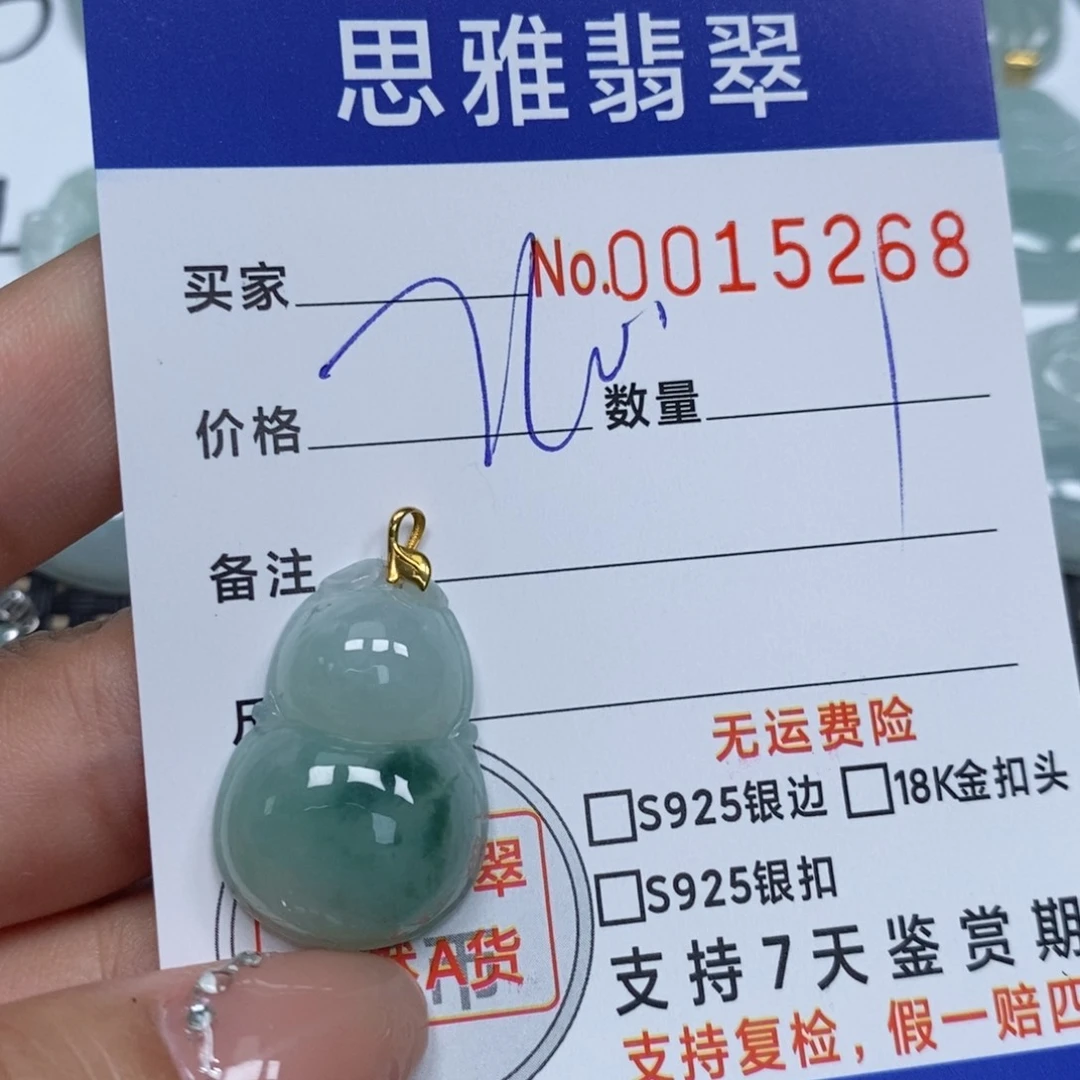 思雅翡翠
买家
No.0015268
价格
数量
备注
无运费险
□S925银边 □18K金扣头
□S925银扣
翠
A货
支持7天鉴赏期
支持复检，假一赔四